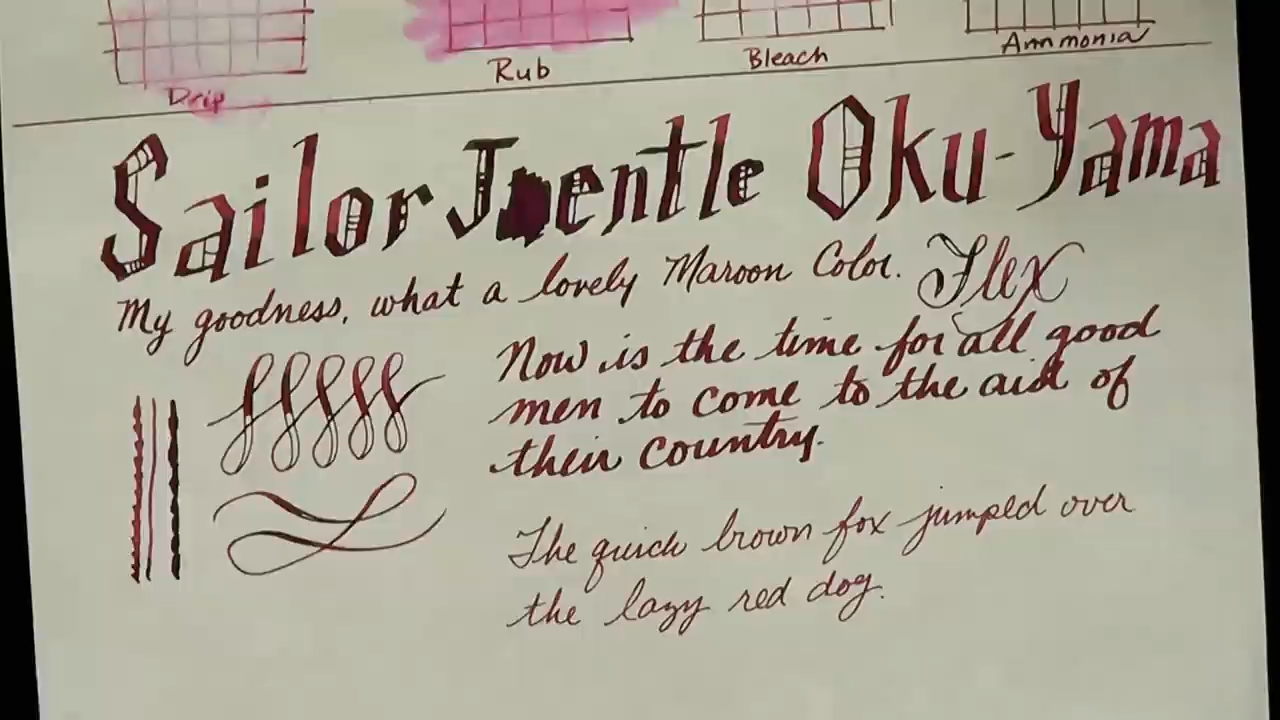 Drip Rub Bleach Ammonia
Sailor Jentle Oku-Yama
My goodness, what a lovely Maroon Color. Flex
Now is the time for all good
men to come to the aid of
their country.
The quick brown fox jumped over
the lazy red dog.